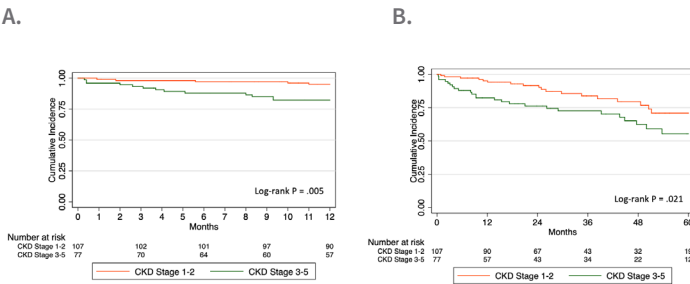 A.
Cumulative Incidence
1.00
0.75
0.50
0.25
0.00
Log-rank P = .005
0 1 2 3 4 5 6 7 8 9 10 11 12
Months
Number at risk
CKD Stage 1-2 107 102 101 97 90
CKD Stage 3-5 77 70 64 60 57
CKD Stage 1-2 CKD Stage 3-5
B.
Cumulative Incidence
1.00
0.75
0.50
0.25
0.00
Log-rank P = .021
0 12 24 36 48 60
Months
Number at risk
CKD Stage 1-2 107 90 67 43 32 19
CKD Stage 3-5 77 57 43 34 22 12
CKD Stage 1-2 CKD Stage 3-5